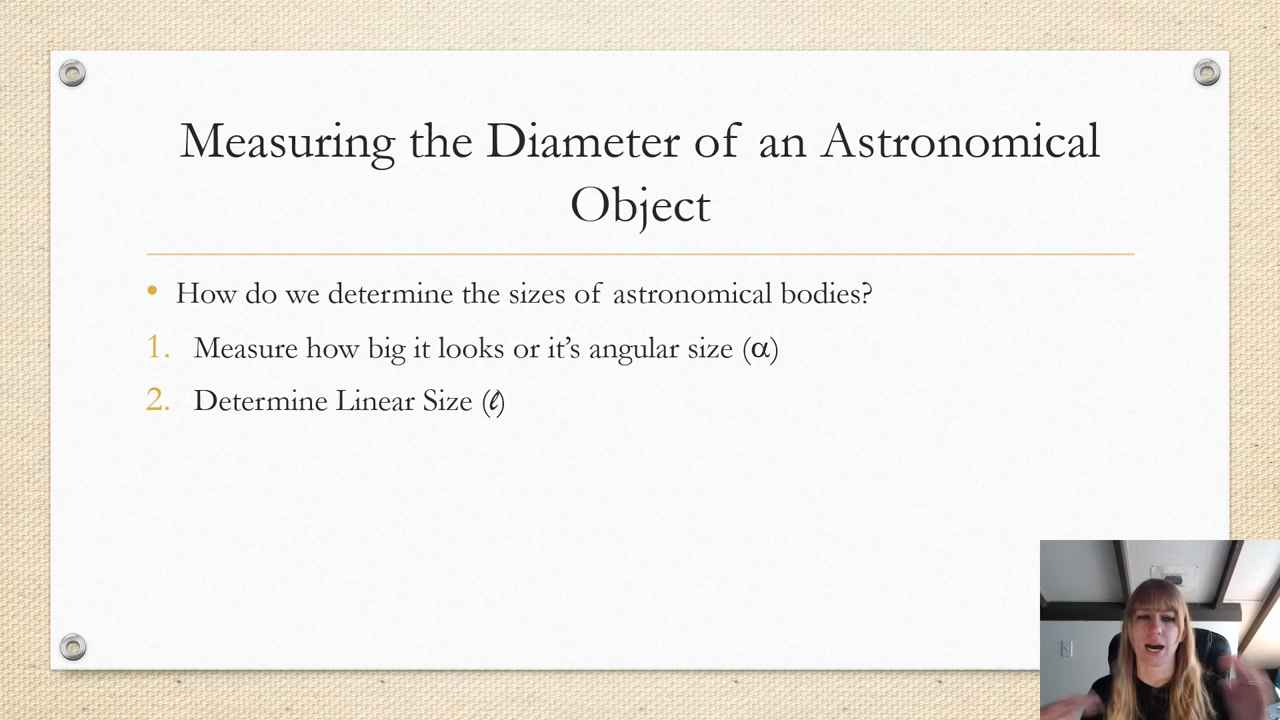 Measuring the Diameter of an Astronomical
Object
• How do we determine the sizes of astronomical bodies?
1. Measure how big it looks or it’s angular size (α)
2. Determine Linear Size (ℓ)